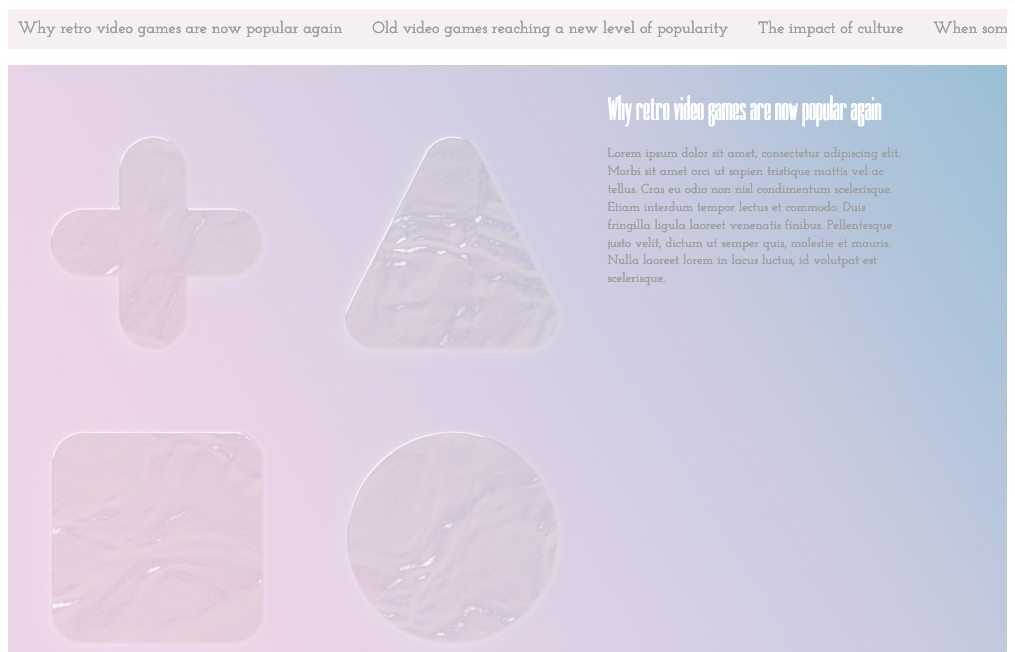 Why retro video games are now popular again Old video games reaching a new level of popularity The impact of culture When som
Why retro video games are now popular again
Lorem ipsum dolor sit amet, consectetur adipiscing elit.
Morbi sit amet orci ut sapien tristique mattis vel ac
tellus. Cras eu odio non nisl condimentum scelerisque.
Etiam interdum tempor lectus et commodo. Duis
fringilla ligula laoreet venenatis finibus. Pellentesque
justo velit, dictum ut semper quis, molestie et mauris.
Nulla laoreet lorem in lacus luctus, id volutpat est
scelerisque.